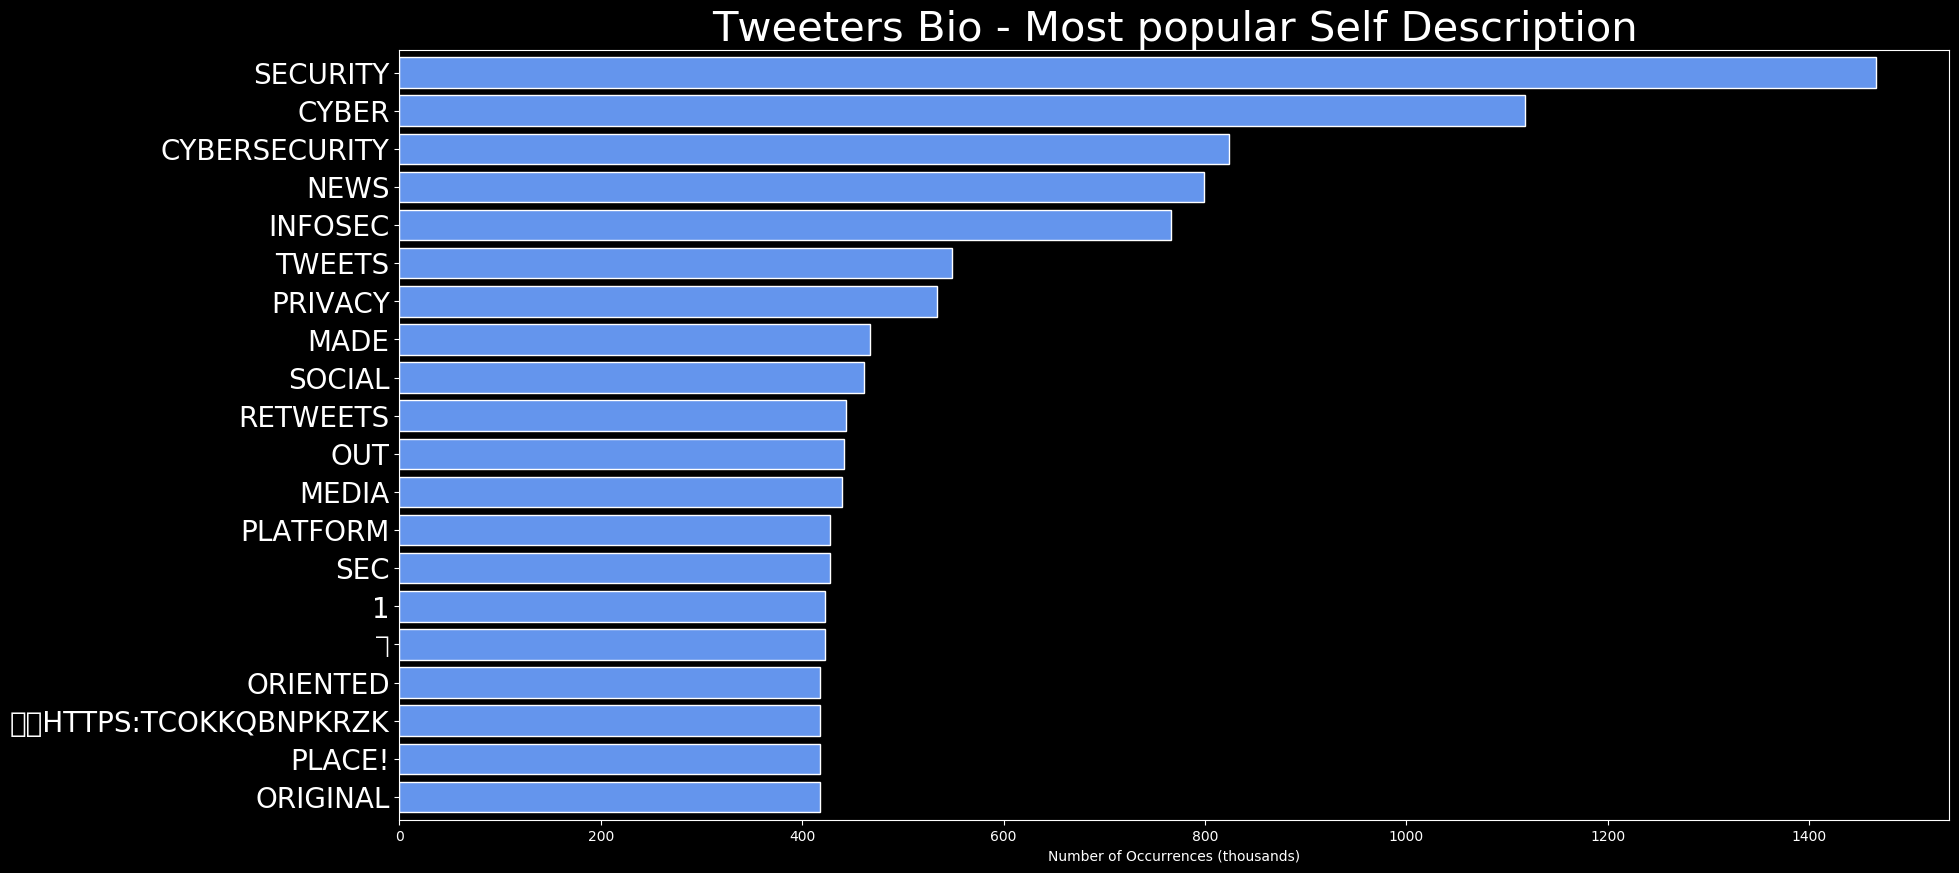 Tweeters Bio - Most popular Self Description
SECURITY
CYBER
CYBERSECURITY
NEWS
INFOSEC
TWEETS
PRIVACY
MADE
SOCIAL
RETWEETS
OUT
MEDIA
PLATFORM
SEC
1
ORIENTED
HTTPS:TCOKKQBNPKRZK
PLACE!
ORIGINAL
0 200 400 600 800 1000 1200 1400
Number of Occurrences (thousands)